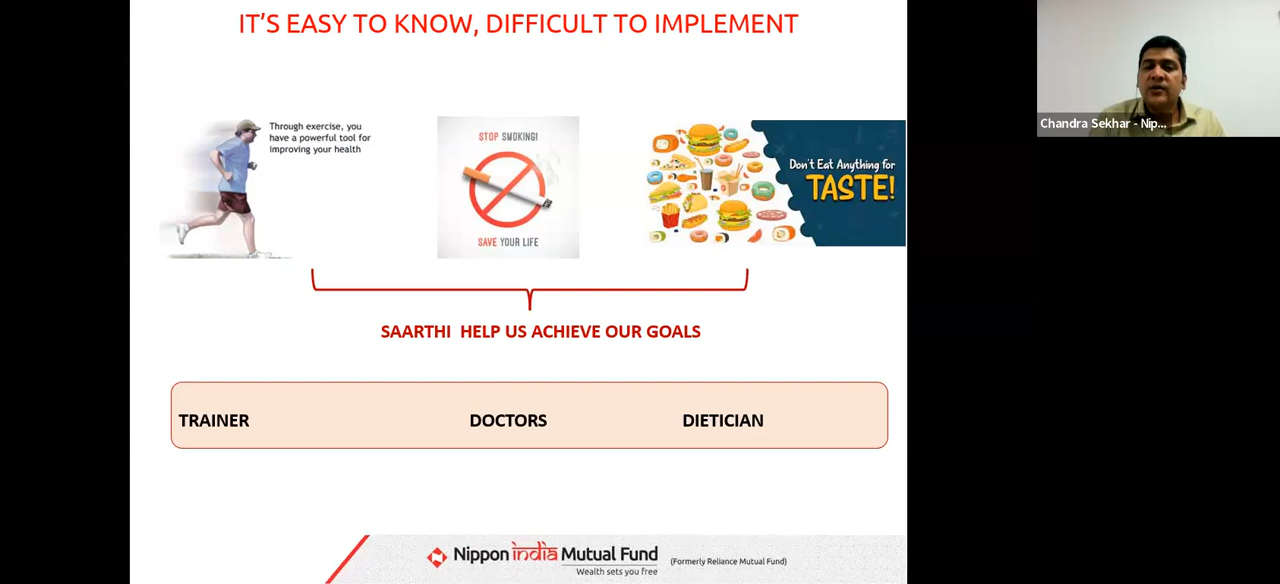 IT'S EASY TO KNOW, DIFFICULT TO IMPLEMENT
Chandra Sekhar - Nip...
Through exercise, you
have a powerful tool for
improving your health
STOP SMOKING!
SAVE YOUR LIFE
Don't Eat Anything for
TASTE!
SAARTHI HELP US ACHIEVE OUR GOALS
TRAINER DOCTORS DIETICIAN
Nippon india Mutual Fund (Formerly Reliance Mutual Fund)
Wealth sets you free